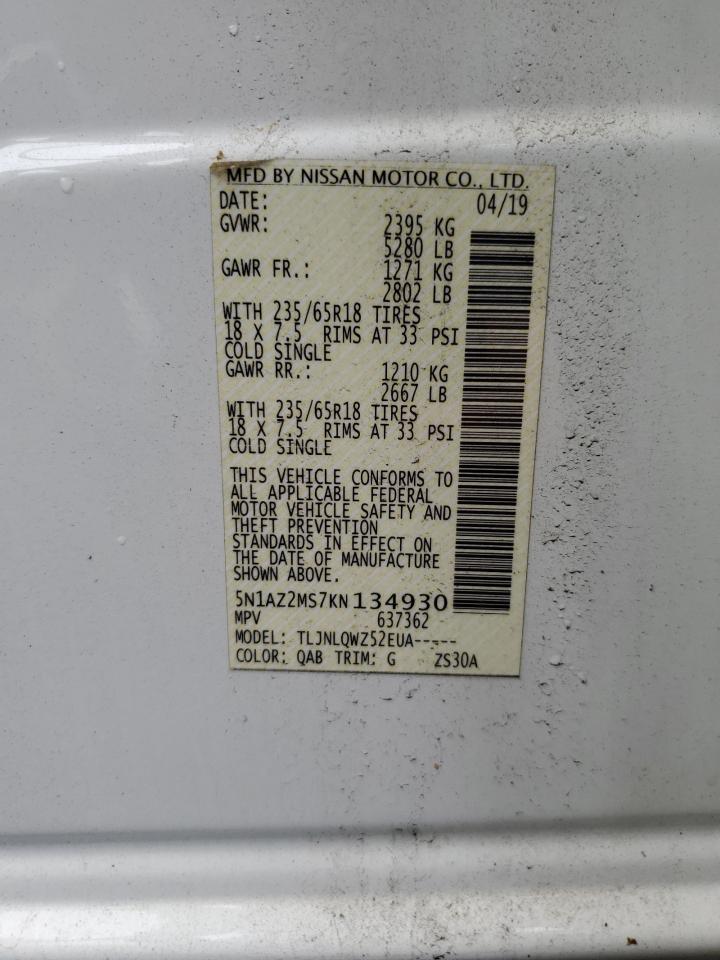 MFD BY NISSAN MOTOR CO., LTD.
DATE: 04/19
GVWR: 2395 KG
5280 LB
GAWR FR.: 1271 KG
2802 LB
WITH 235/65R18 TIRES
18 X 7.5 RIMS AT 33 PSI
COLD SINGLE
GAWR RR.: 1210 KG
2667 LB
WITH 235/65R18 TIRES
18 X 7.5 RIMS AT 33 PSI
COLD SINGLE
THIS VEHICLE CONFORMS TO
ALL APPLICABLE FEDERAL
MOTOR VEHICLE SAFETY AND
THEFT PREVENTION
STANDARDS IN EFFECT ON
THE DATE OF MANUFACTURE
SHOWN ABOVE.
5N1AZ2MS7KN134930
MPV 637362
MODEL: TLJNLQWZ52EUA-----
COLOR: QAB TRIM: G ZS30A